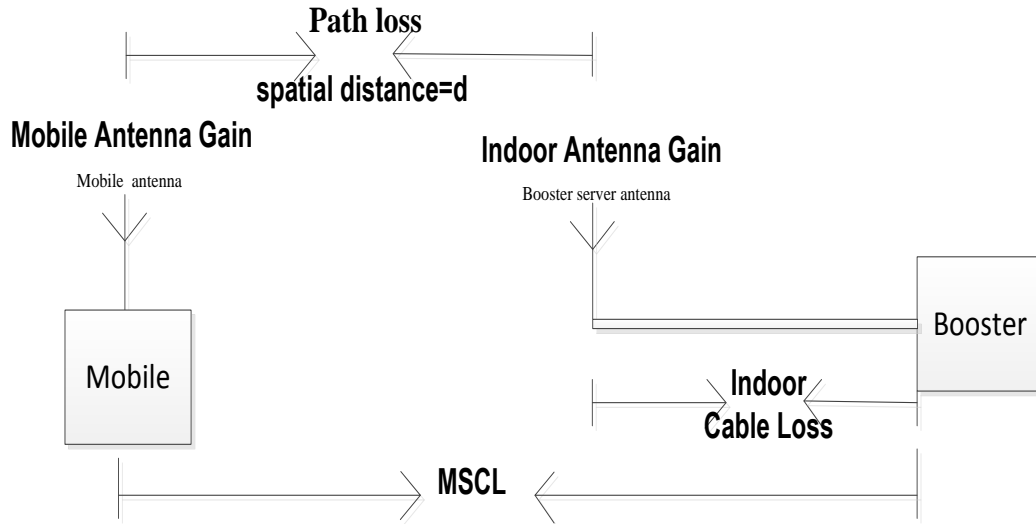 Path loss
spatial distance=d
Mobile Antenna Gain
Indoor Antenna Gain
Mobile antenna
Booster server antenna
Mobile
Booster
Indoor
Cable Loss
MSCL